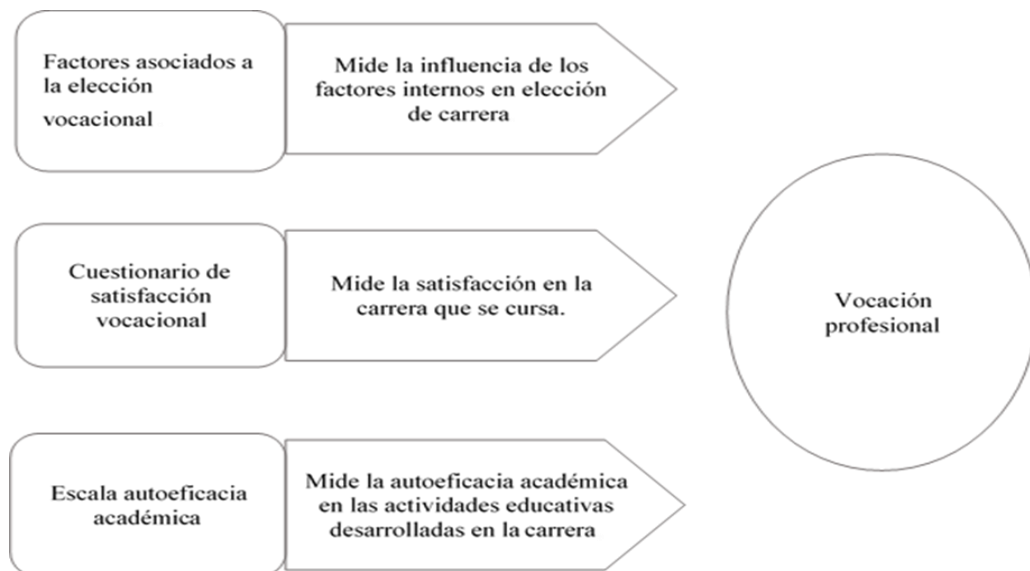 Factores asociados a
la elección
vocacional
Mide la influencia de los
factores internos en elección
de carrera
Cuestionario de
satisfacción
vocacional
Mide la satisfacción en la
carrera que se cursa.
Escala autoeficacia
académica
Mide la autoeficacia académica
en las actividades educativas
desarrolladas en la carrera
Vocación
profesional